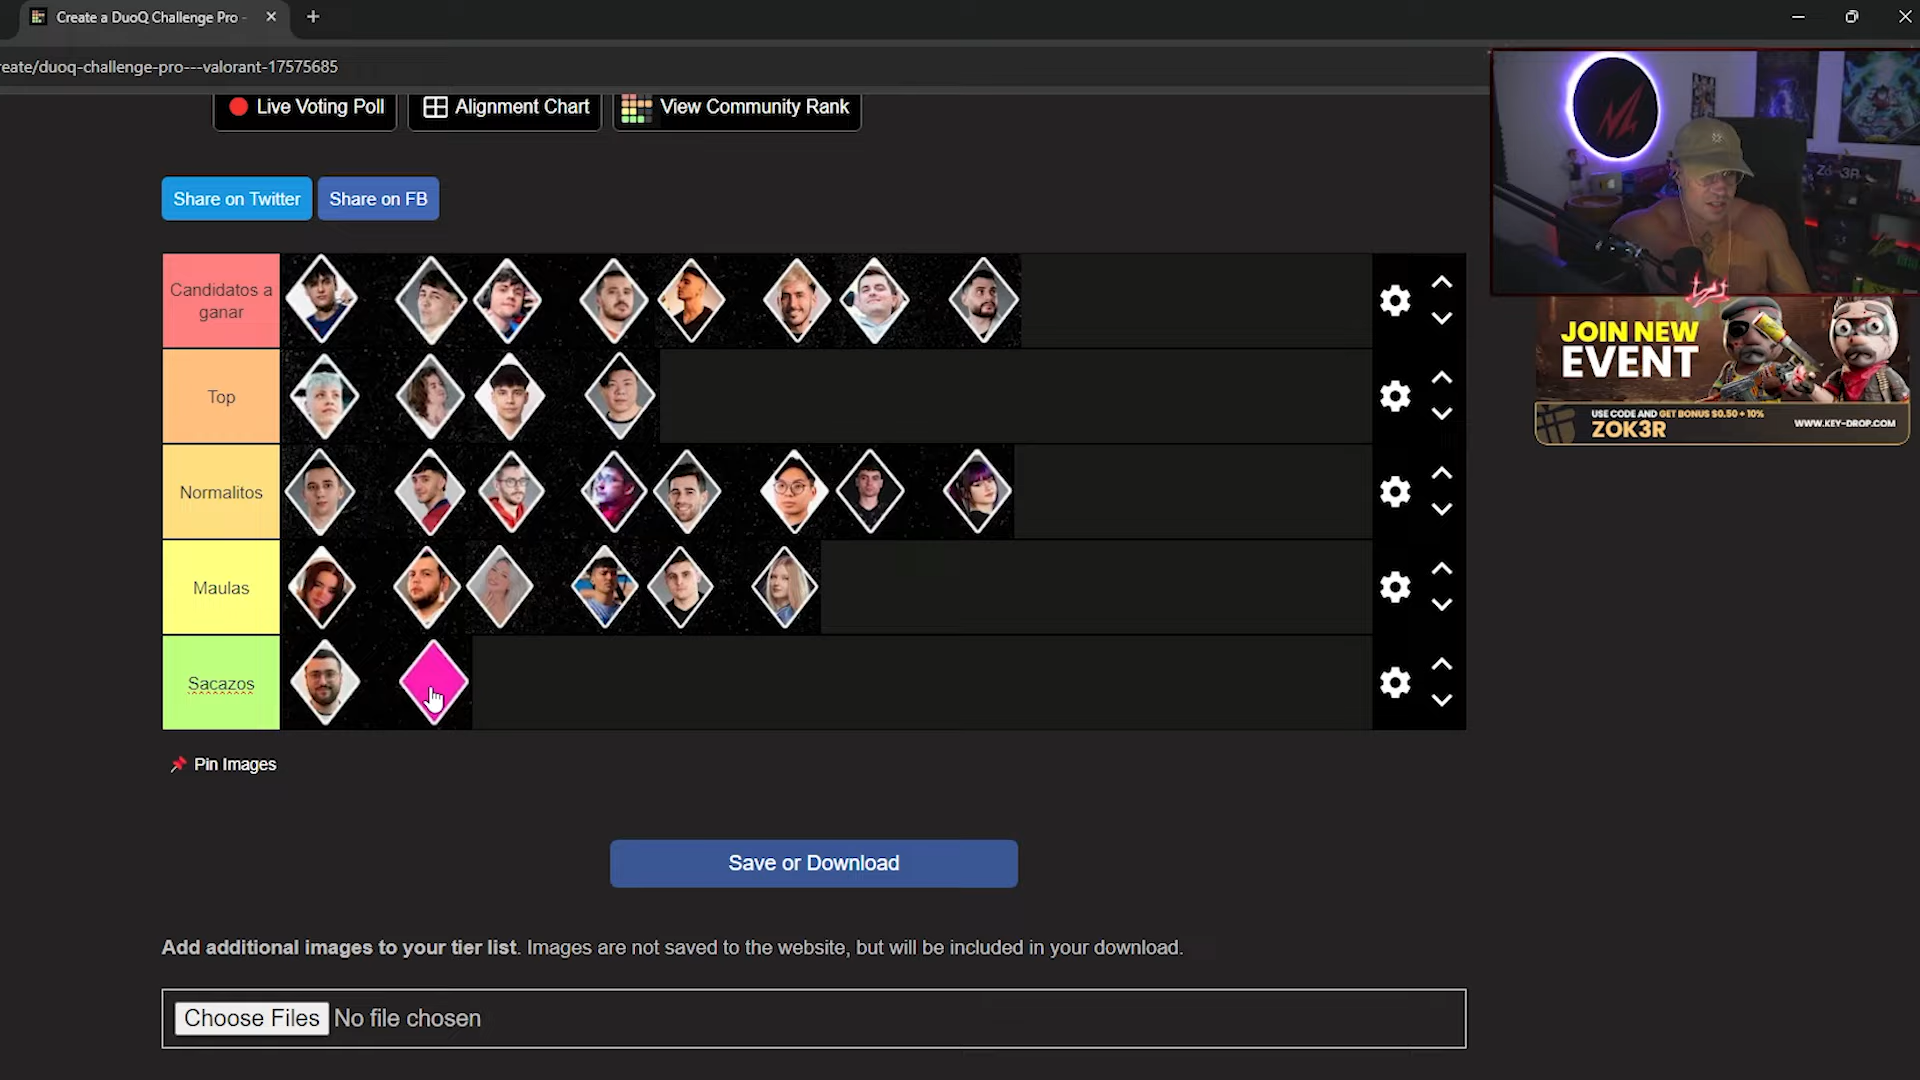 Create a DuoQ Challenge Pro -
reate/duoq-challenge-pro---valorant-17575685
Live Voting Poll
Alignment Chart
View Community Rank
Share on Twitter
Share on FB
Candidatos a
ganar
Top
Normalitos
Maulas
Sacazos
Pin Images
Save or Download
Add additional images to your tier list. Images are not saved to the website, but will be included in your download.
Choose Files No file chosen
JOIN NEW
EVENT
USE CODE AND GET BONUS $0.50 + 10%
ZOK3R
WWW.KEY-DROP.COM